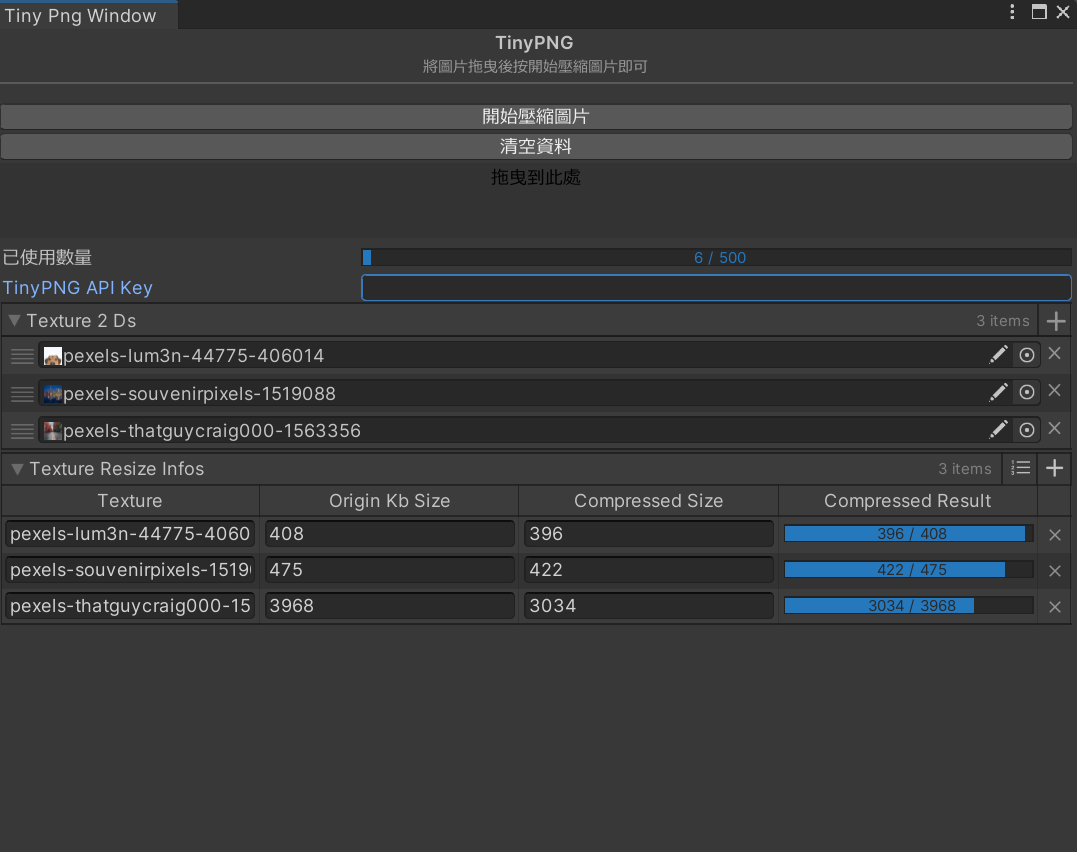 Tiny Png Window
TinyPNG
將圖片拖曳後按開始壓縮圖片即可
開始壓縮圖片
清空資料
拖曳到此處
已使用數量 6 / 500
TinyPNG API Key
Texture 2 Ds 3 items
pexels-lum3n-44775-406014
pexels-souvenirpixels-1519088
pexels-thatguycraig000-1563356
Texture Resize Infos 3 items
Texture Origin Kb Size Compressed Size Compressed Result
pexels-lum3n-44775-4060 408 396 396 / 408
pexels-souvenirpixels-1519 475 422 422 / 475
pexels-thatguycraig000-15 3968 3034 3034 / 3968